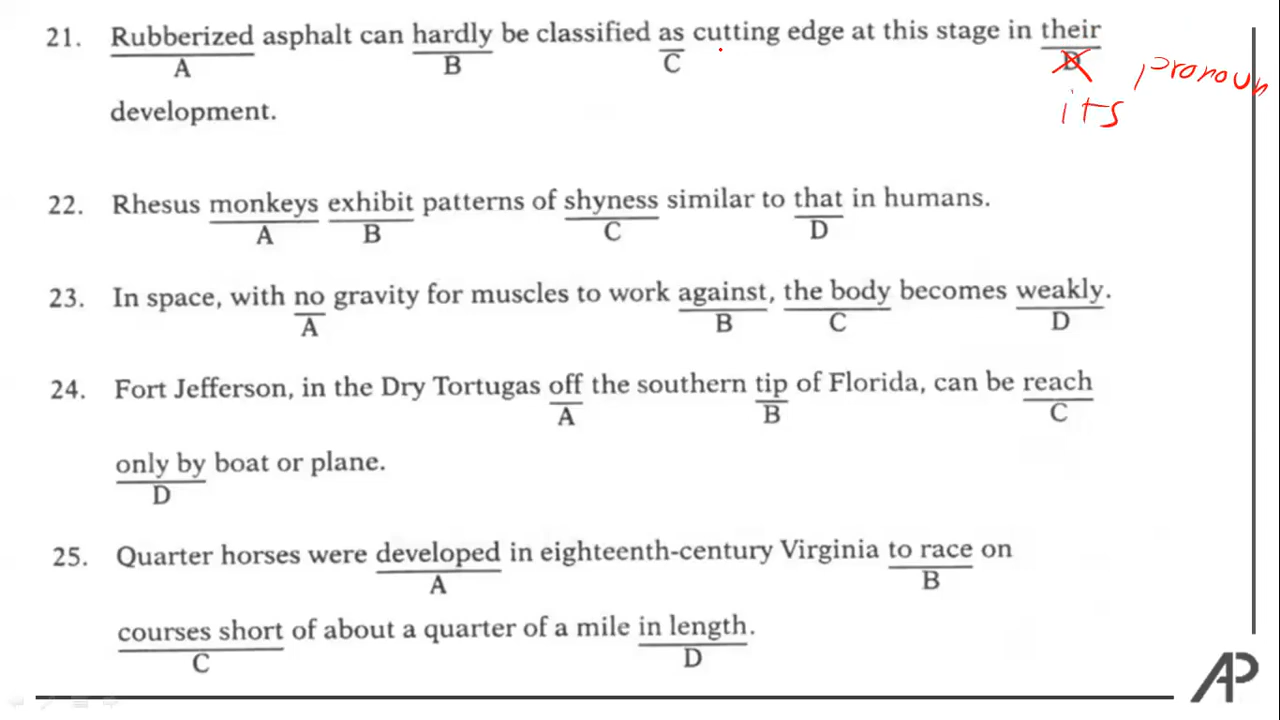 21. Rubberized asphalt can hardly be classified as cutting edge at this stage in their
A B C D
pronoun
its
development.
22. Rhesus monkeys exhibit patterns of shyness similar to that in humans.
A B C D
23. In space, with no gravity for muscles to work against, the body becomes weakly.
A B C D
24. Fort Jefferson, in the Dry Tortugas off the southern tip of Florida, can be reach
A B C
only by boat or plane.
D
25. Quarter horses were developed in eighteenth-century Virginia to race on
A B
courses short of about a quarter of a mile in length.
C D
AP